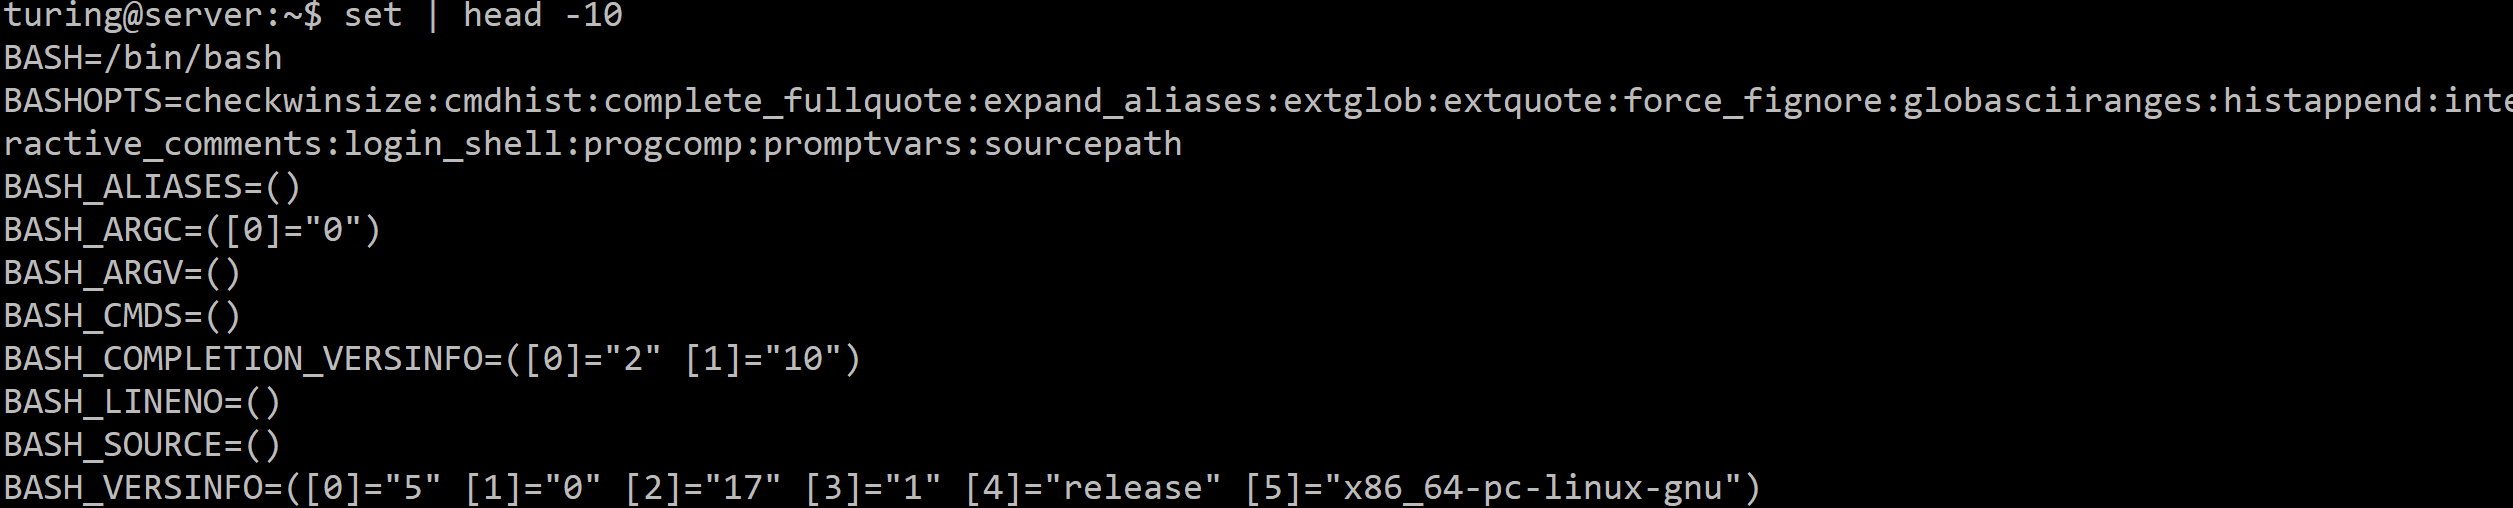 turing@server:~$ set | head -10
BASH=/bin/bash
BASHOPTS=checkwinsize:cmdhist:complete_fullquote:expand_aliases:extglob:extquote:force_fignore:globasciiranges:histappend:inte
ractive_comments:login_shell:progcomp:promptvars:sourcepath
BASH_ALIASES=()
BASH_ARGC=([0]="0")
BASH_ARGV=()
BASH_CMDS=()
BASH_COMPLETION_VERSINFO=([0]="2" [1]="10")
BASH_LINENO=()
BASH_SOURCE=()
BASH_VERSINFO=([0]="5" [1]="0" [2]="17" [3]="1" [4]="release" [5]="x86_64-pc-linux-gnu")